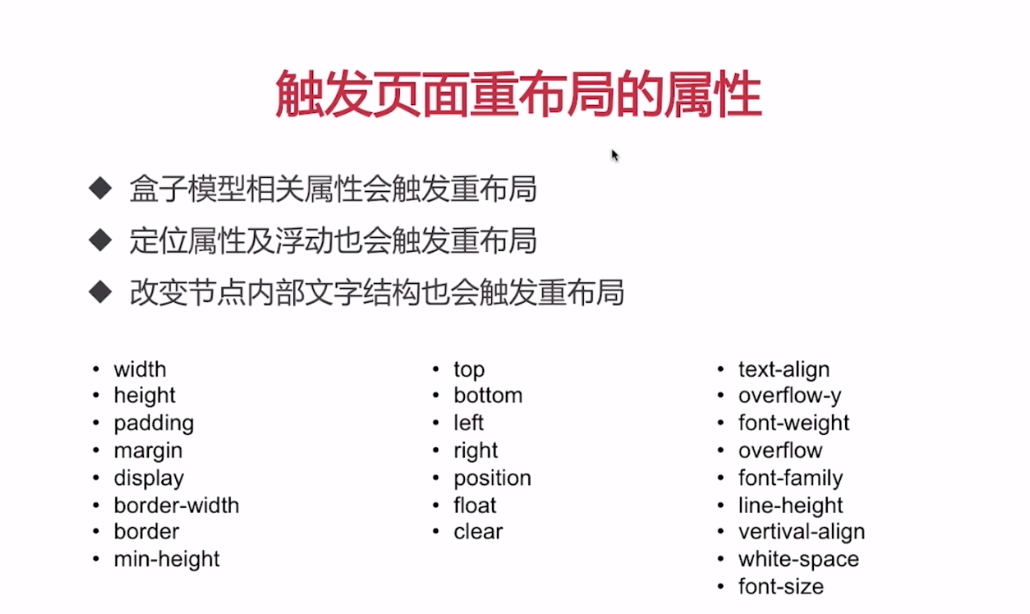 触发页面重布局的属性
◆ 盒子模型相关属性会触发重布局
◆ 定位属性及浮动也会触发重布局
◆ 改变节点内部文字结构也会触发重布局
• width
• height
• padding
• margin
• display
• border-width
• border
• min-height
• top
• bottom
• left
• right
• position
• float
• clear
• text-align
• overflow-y
• font-weight
• overflow
• font-family
• line-height
• vertival-align
• white-space
• font-size